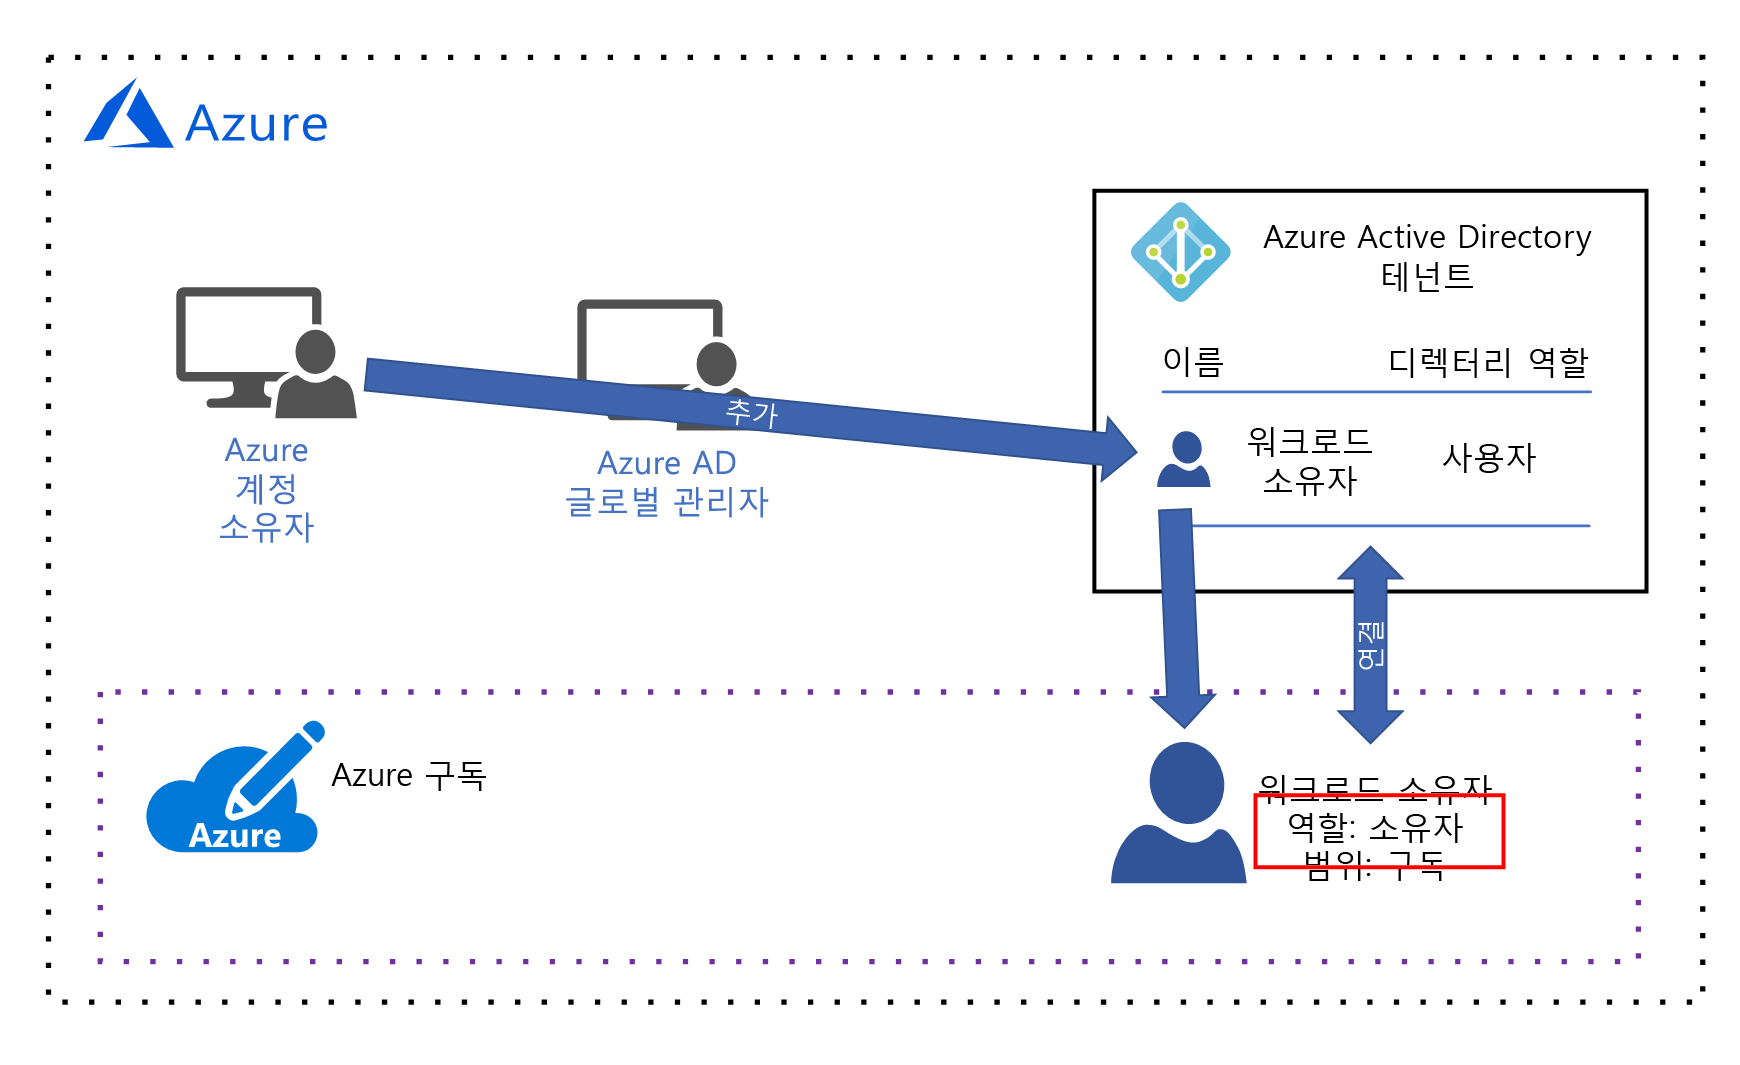 Azure
Azure Active Directory
테넌트
이름
디렉터리 역할
워크로드
소유자
사용자
추가
Azure
계정
소유자
Azure AD
글로벌 관리자
연결
Azure
Azure 구독
워크로드 소유자
역할: 소유자
범위: 구독